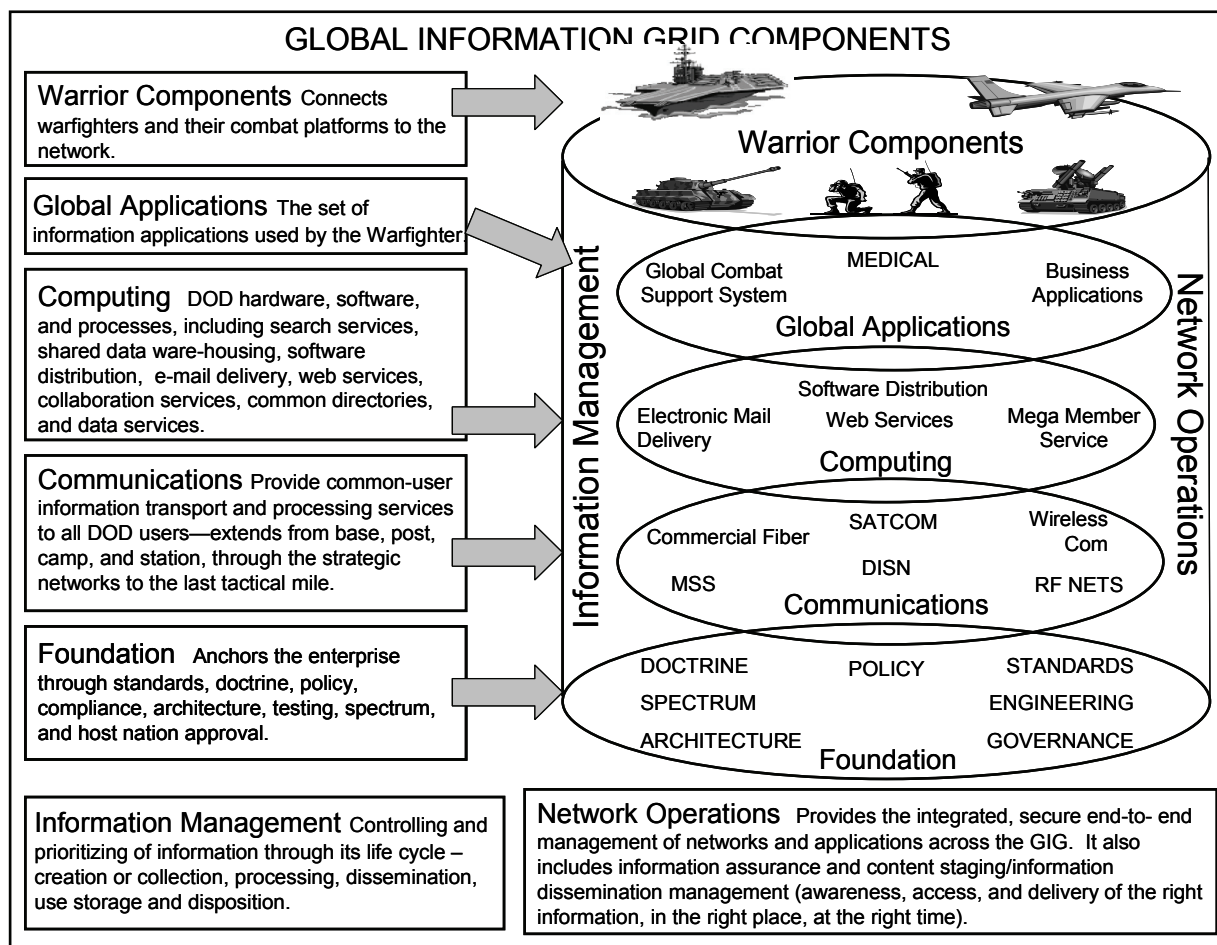 GLOBAL INFORMATION GRID COMPONENTS
Warrior Components Connects
warfighters and their combat platforms to the
network.
Global Applications The set of
information applications used by the Warfighter.
Computing DOD hardware, software,
and processes, including search services,
shared data ware-housing, software
distribution, e-mail delivery, web services,
collaboration services, common directories,
and data services.
Communications Provide common-user
information transport and processing services
to all DOD users—extends from base, post,
camp, and station, through the strategic
networks to the last tactical mile.
Foundation Anchors the enterprise
through standards, doctrine, policy,
compliance, architecture, testing, spectrum,
and host nation approval.
Information Management
Warrior Components
MEDICAL
Global Combat
Support System
Business
Applications
Global Applications
Software Distribution
Electronic Mail
Delivery
Web Services
Mega Member
Service
Computing
Commercial Fiber
SATCOM
Wireless
Com
MSS
DISN
RF NETS
Communications
DOCTRINE
POLICY
STANDARDS
SPECTRUM
ENGINEERING
ARCHITECTURE
GOVERNANCE
Foundation
Network Operations
Information Management Controlling and
prioritizing of information through its life cycle –
creation or collection, processing, dissemination,
use storage and disposition.
Network Operations Provides the integrated, secure end-to- end
management of networks and applications across the GIG. It also
includes information assurance and content staging/information
dissemination management (awareness, access, and delivery of the right
information, in the right place, at the right time).